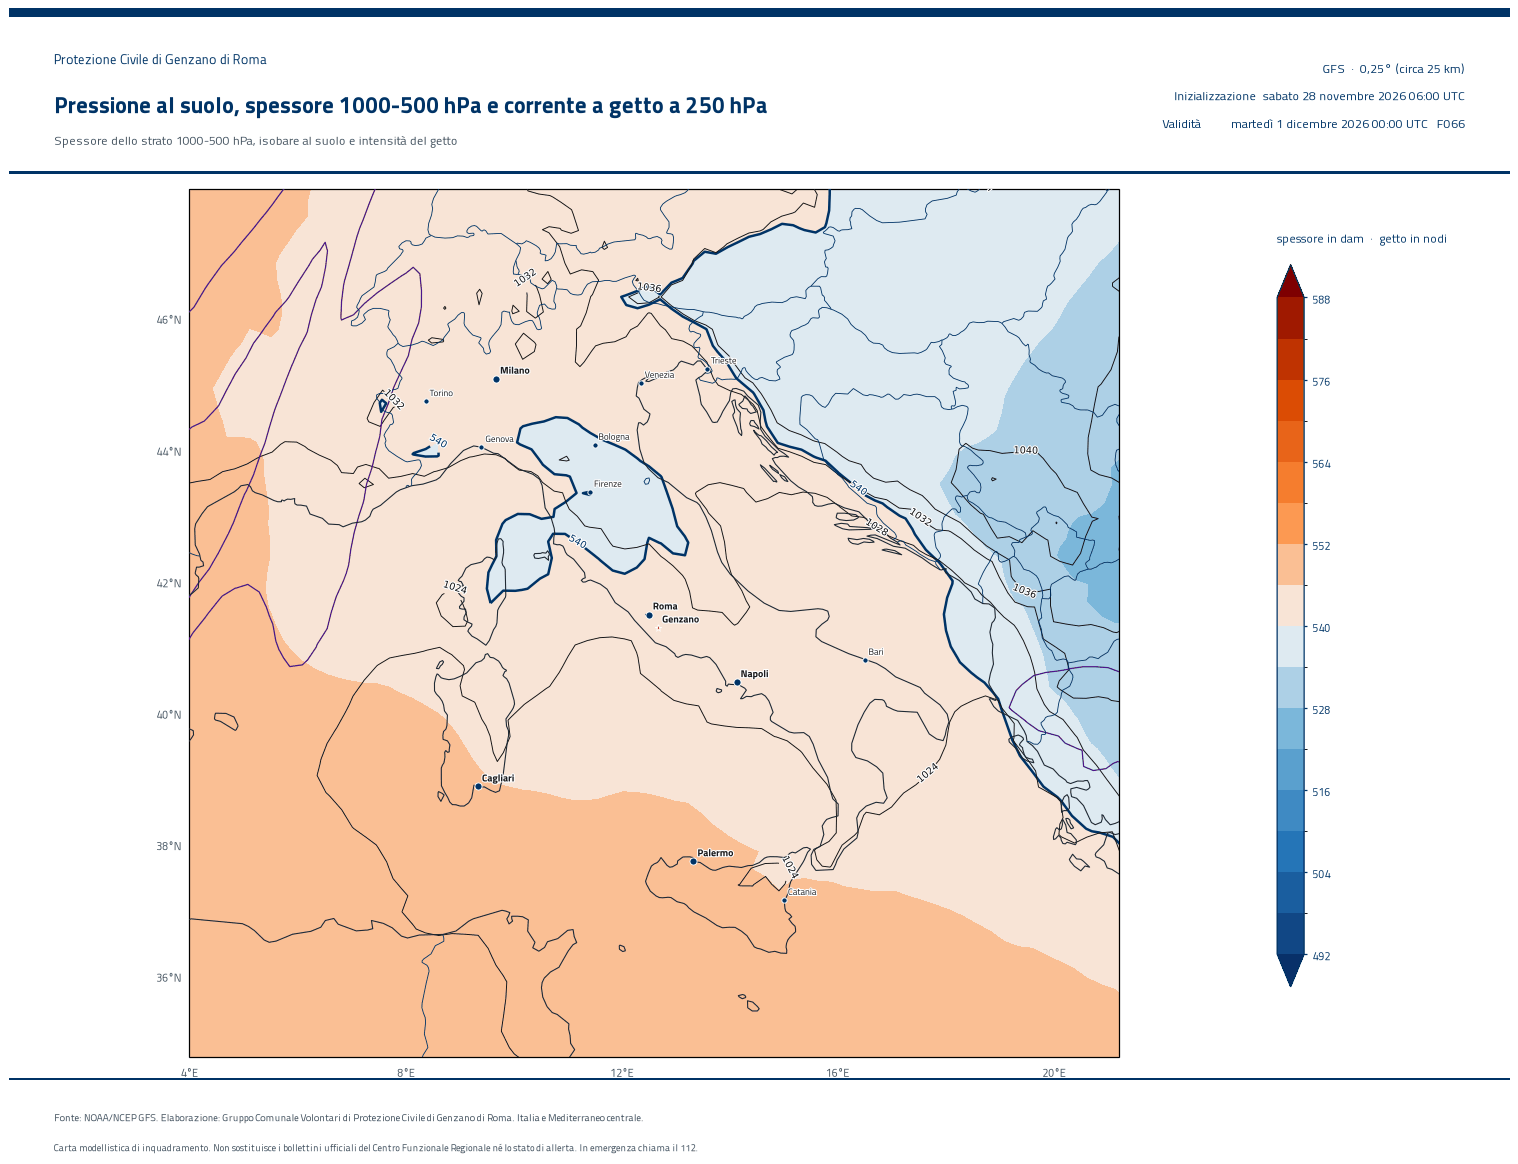 Protezione Civile di Genzano di Roma
Pressione al suolo, spessore 1000-500 hPa e corrente a getto a 250 hPa
Spessore dello strato 1000-500 hPa, isobare al suolo e intensità del getto
GFS · 0,25° (circa 25 km)
Inizializzazione sabato 28 novembre 2026 06:00 UTC
Validità martedì 1 dicembre 2026 00:00 UTC F066
spessore in dam · getto in nodi
588
576
564
552
540
528
516
504
492
46°N
44°N
42°N
40°N
38°N
36°N
4°E
8°E
12°E
16°E
20°E
1032
1036
Trieste
Milano
Venezia
Torino
1032
540
Genova
Bologna
1040
Firenze
540
1032
1028
540
1024
1036
Roma
Genzano
Bari
Napoli
1024
Cagliari
Palermo
1024
Catania
Fonte: NOAA/NCEP GFS. Elaborazione: Gruppo Comunale Volontari di Protezione Civile di Genzano di Roma. Italia e Mediterraneo centrale.
Carta modellistica di inquadramento. Non sostituisce i bollettini ufficiali del Centro Funzionale Regionale né lo stato di allerta. In emergenza chiama il 112.